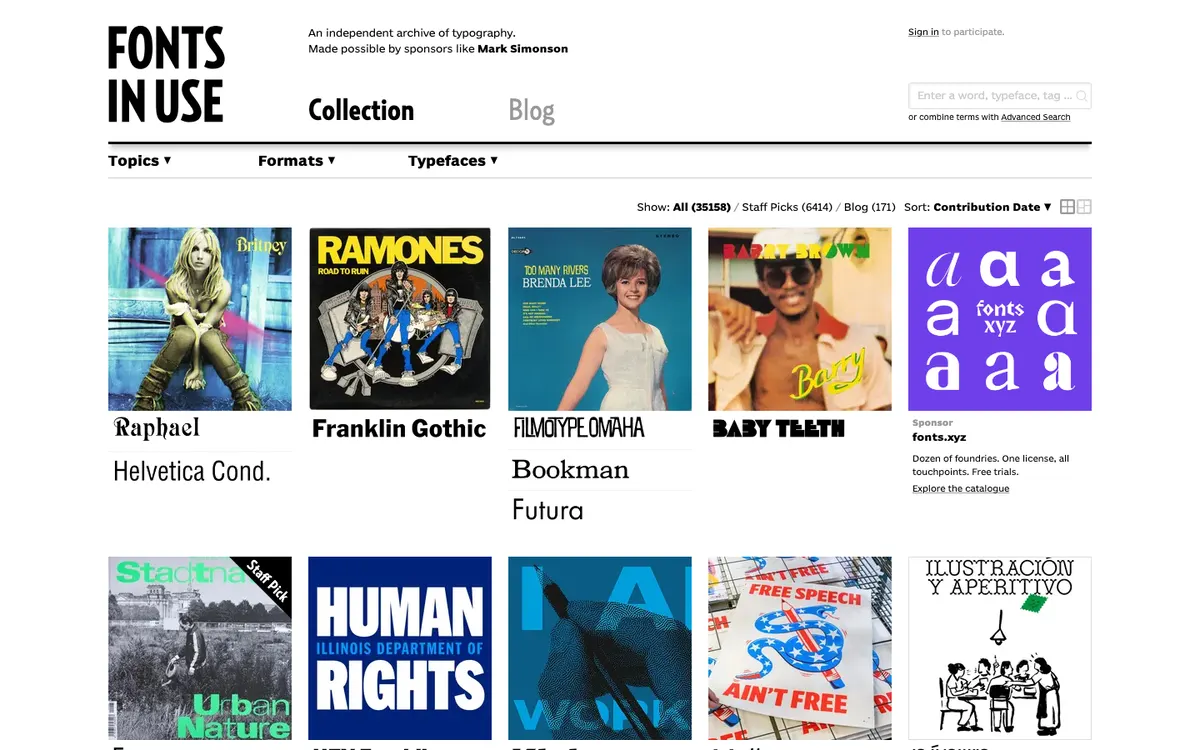 FONTS
IN USE
An independent archive of typography.
Made possible by sponsors like Mark Simonson
Sign in to participate.
Collection
Blog
Enter a word, typeface, tag ...
or combine terms with Advanced Search
Topics ▼
Formats ▼
Typefaces ▼
Show: All (35158) / Staff Picks (6414) / Blog (171)
Sort: Contribution Date ▼
Britney
RAMONES
ROAD TO RUIN
STEREO
DECCA
TOO MANY RIVERS
BRENDA LEE
BARRY BROWN
Barry
a a a
a fonts a
xyz
a a a
Raphael
Helvetica Cond.
Franklin Gothic
FILMOTYPE OMAHA
Bookman
Futura
BABY TEETH
Sponsor
fonts.xyz
Dozen of foundries. One license, all
touchpoints. Free trials.
Explore the catalogue
Stadtna
Staff Pick
Urban
Nature
HUMAN
ILLINOIS DEPARTMENT OF
RIGHTS
I A
WORK
AIN'T FREE
FREE SPEECH
AIN'T FREE
ILUSTRACIÓN
Y APERITIVO